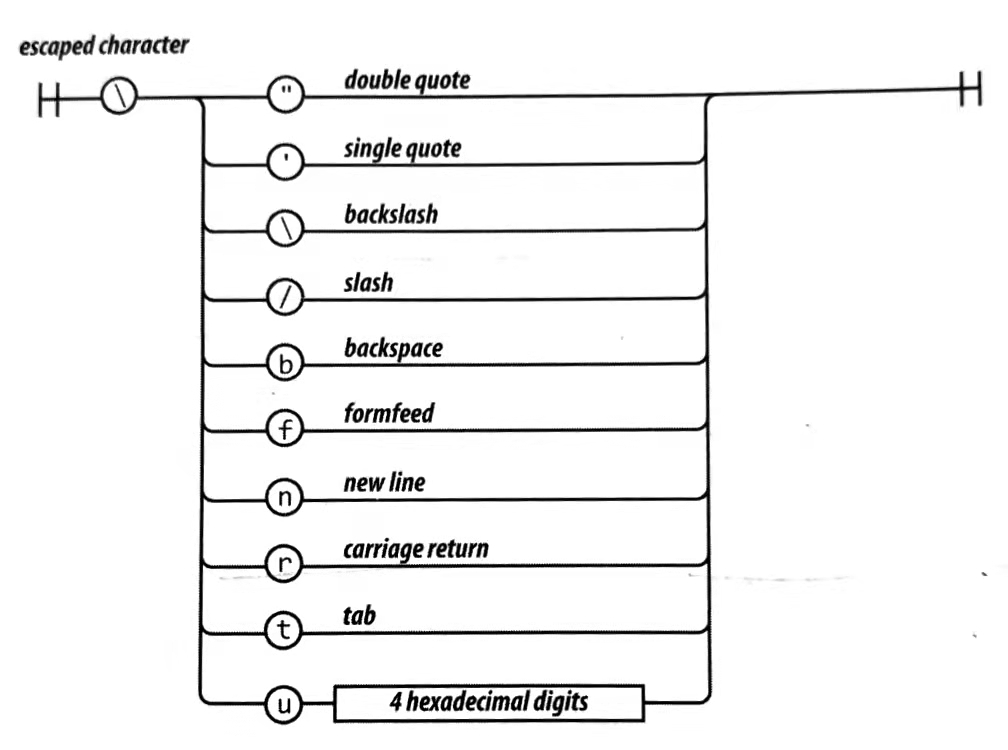 escaped character
\ " double quote
' single quote
\ backslash
/ slash
b backspace
f formfeed
n new line
r carriage return
t tab
u 4 hexadecimal digits